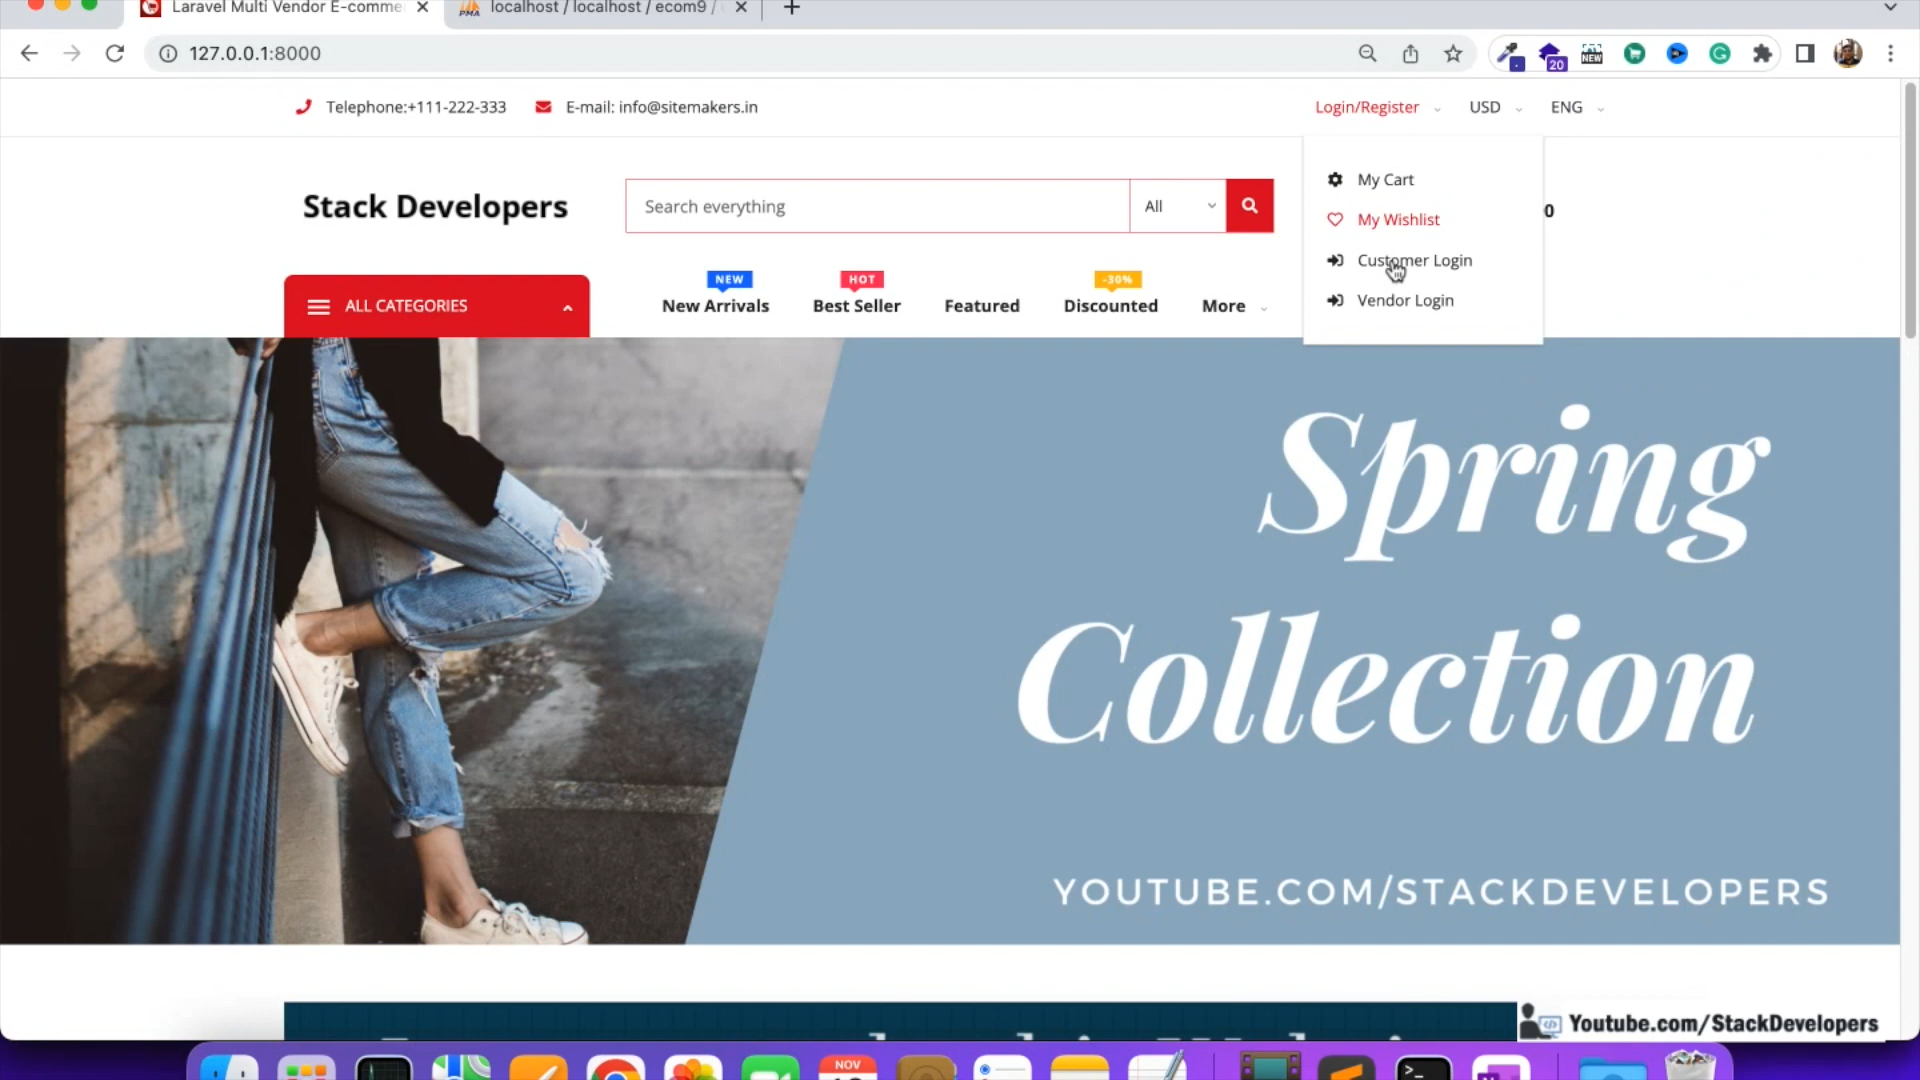 Laravel Multi Vendor E-comme
localhost / localhost / ecom9 /
127.0.0.1:8000
20
NEW
Telephone:+111-222-333
E-mail: info@sitemakers.in
Login/Register
USD
ENG
Stack Developers
Search everything
All
My Cart
My Wishlist
Customer Login
Vendor Login
0
ALL CATEGORIES
NEW
New Arrivals
HOT
Best Seller
Featured
-30%
Discounted
More
Spring
Collection
YOUTUBE.COM/STACKDEVELOPERS
Youtube.com/StackDevelopers
NOV